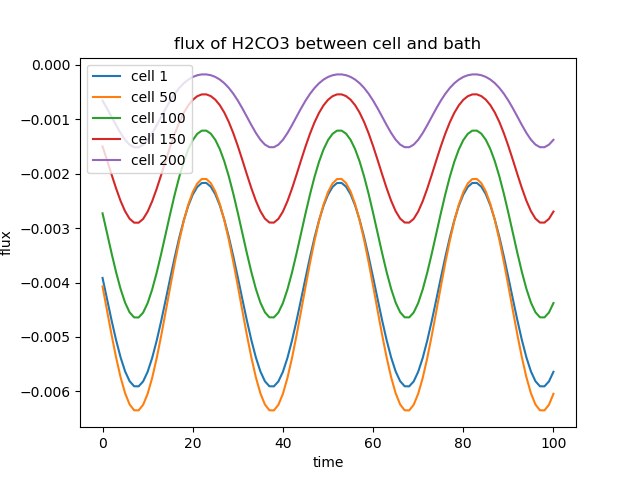 flux of H2CO3 between cell and bath
cell 1
cell 50
cell 100
cell 150
cell 200
0.000
−0.001
−0.002
−0.003
−0.004
−0.005
−0.006
flux
0
20
40
60
80
100
time